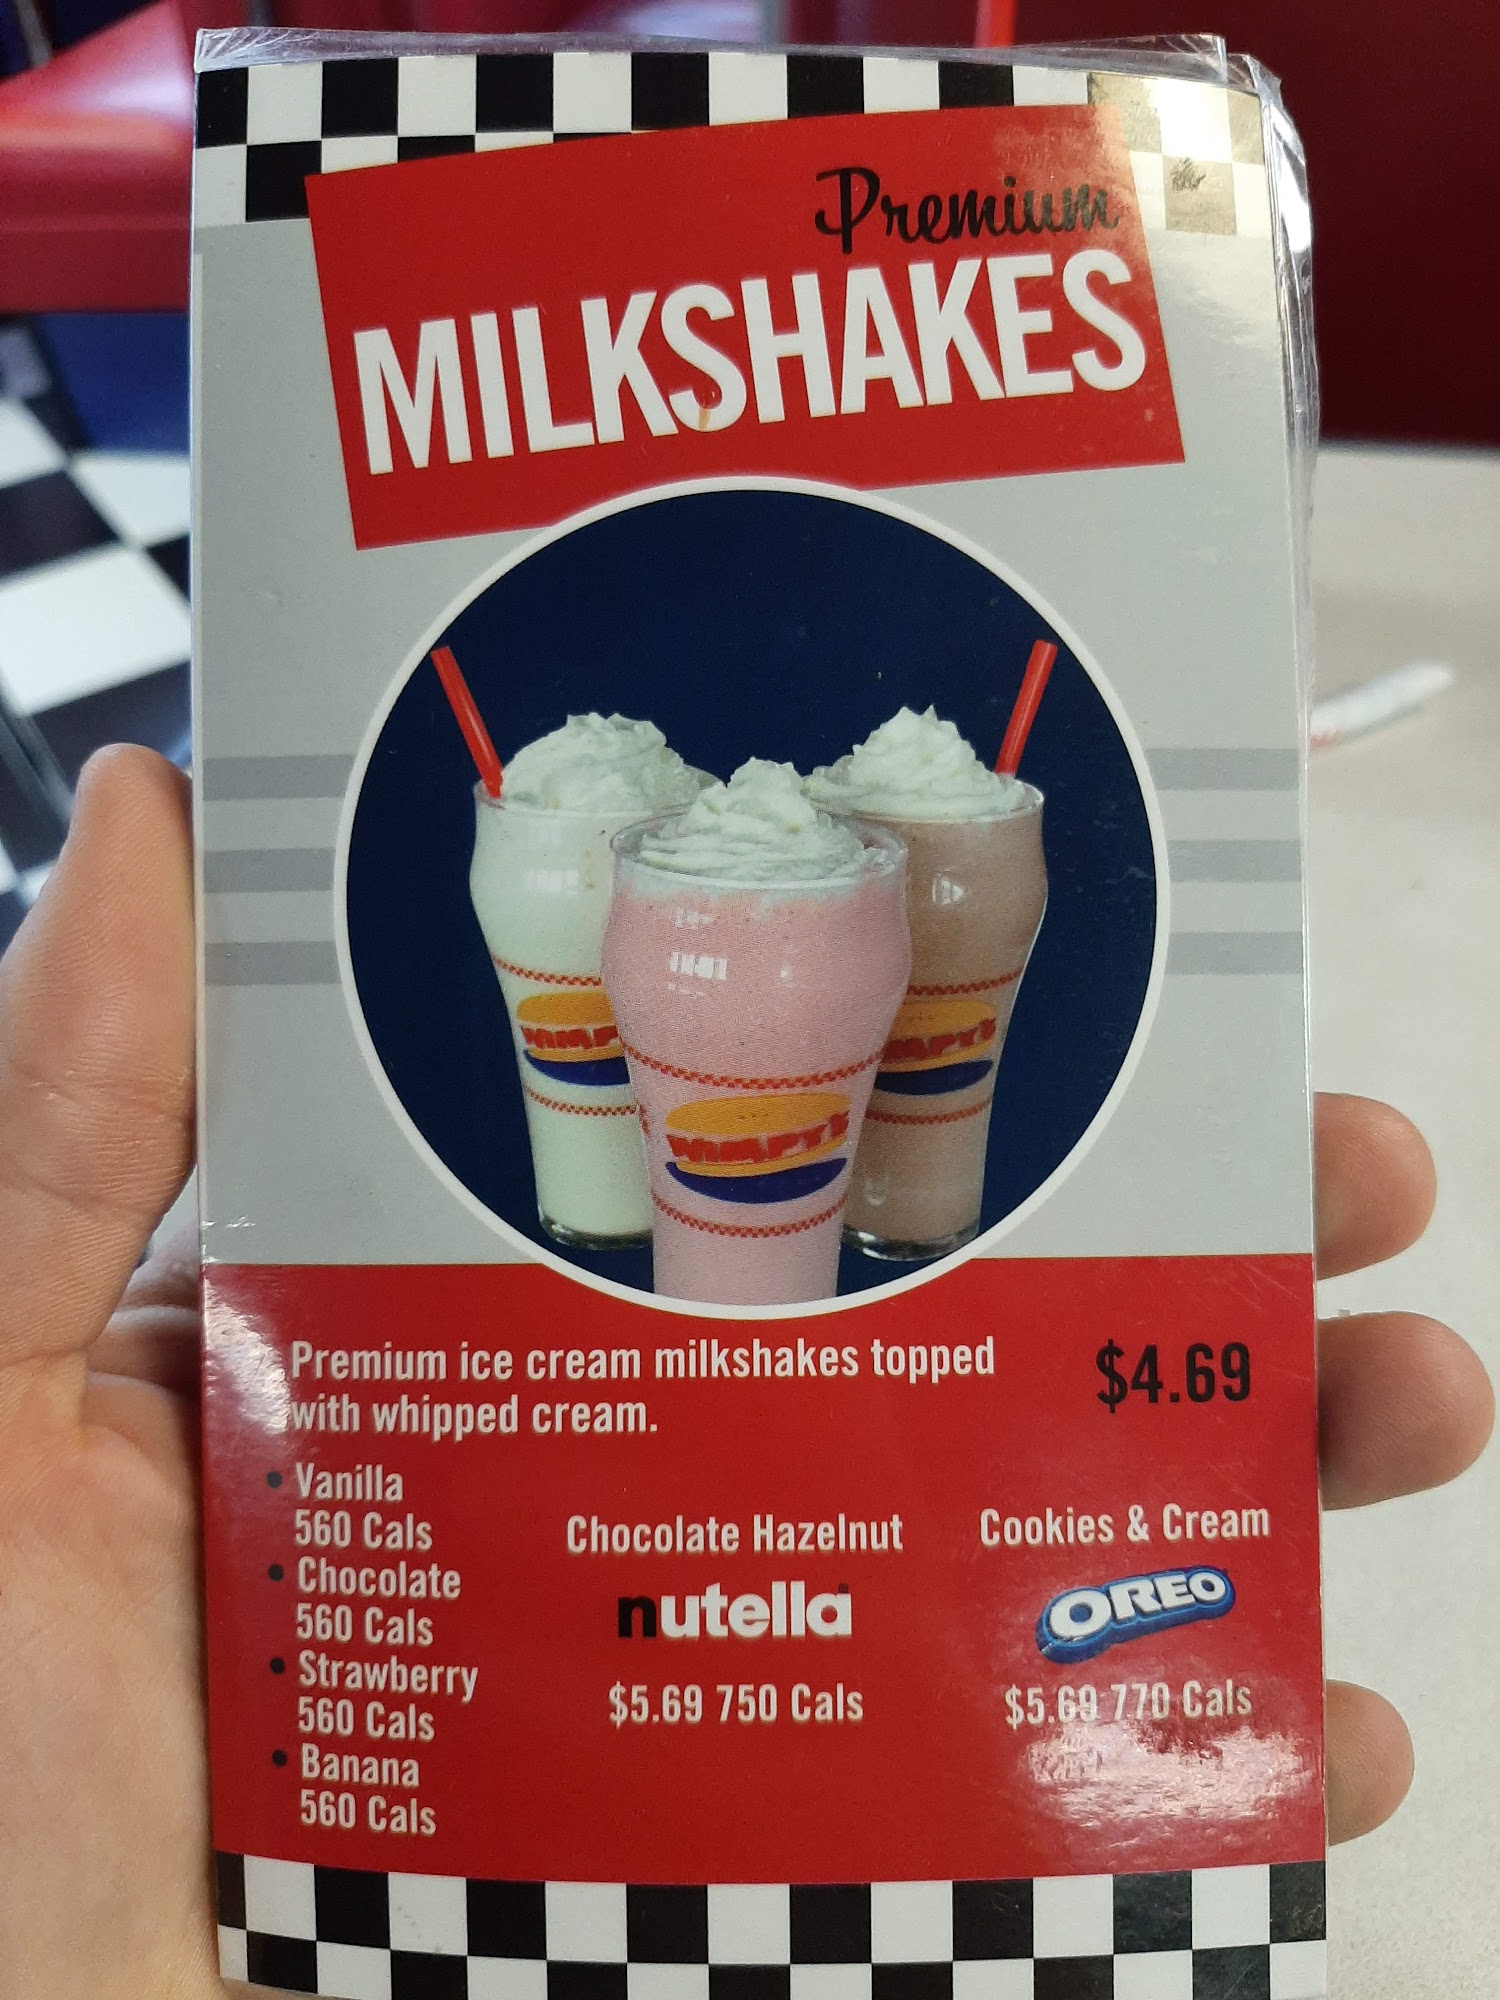 Premium
MILKSHAKES
WIMPY'S
WIMPY'S
Premium ice cream milkshakes topped
with whipped cream.
$4.69
• Vanilla
560 Cals
• Chocolate
560 Cals
• Strawberry
560 Cals
• Banana
560 Cals
Chocolate Hazelnut
nutella
$5.69 750 Cals
Cookies & Cream
OREO
$5.69 770 Cals